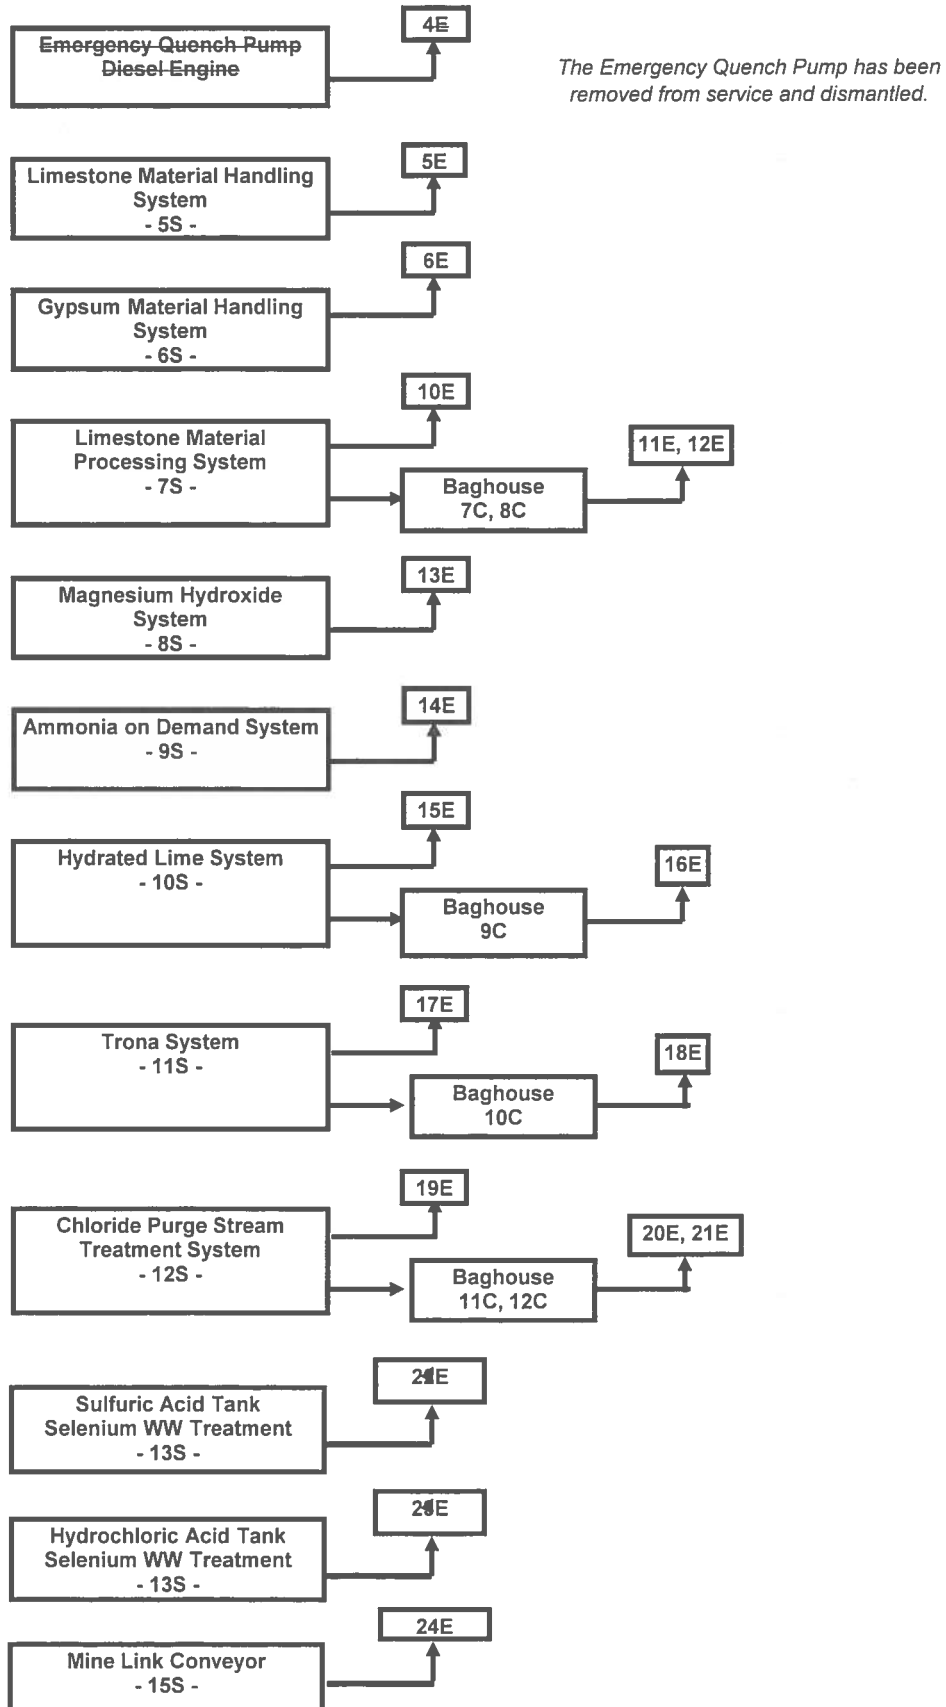 4E
Emergency Quench Pump
Diesel Engine
The Emergency Quench Pump has been
removed from service and dismantled.
5E
Limestone Material Handling
System
- 5S -
6E
Gypsum Material Handling
System
- 6S -
10E
Limestone Material
Processing System
- 7S -
11E, 12E
Baghouse
7C, 8C
13E
Magnesium Hydroxide
System
- 8S -
14E
Ammonia on Demand System
- 9S -
15E
Hydrated Lime System
- 10S -
16E
Baghouse
9C
17E
Trona System
- 11S -
18E
Baghouse
10C
19E
Chloride Purge Stream
Treatment System
- 12S -
20E, 21E
Baghouse
11C, 12C
Sulfuric Acid Tank
Selenium WW Treatment
- 13S -
Hydrochloric Acid Tank
Selenium WW Treatment
- 13S -
24E
Mine Link Conveyor
- 15S -